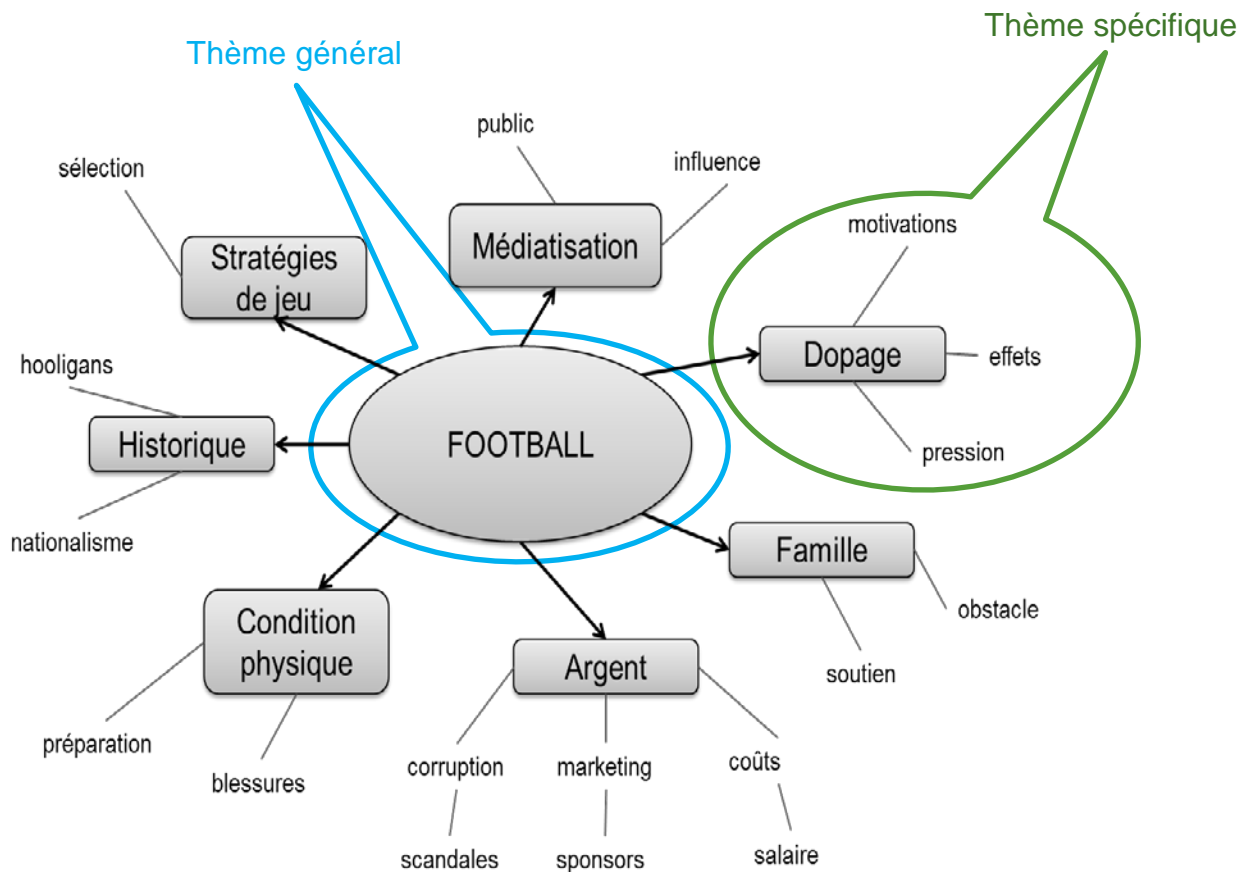 Thème spécifique
Thème général
public
influence
sélection
Médiatisation
motivations
Stratégies
de jeu
Dopage
effets
hooligans
Historique
FOOTBALL
pression
nationalisme
Famille
obstacle
Condition
physique
Argent
soutien
préparation
blessures
corruption
marketing
coûts
scandales
sponsors
salaire